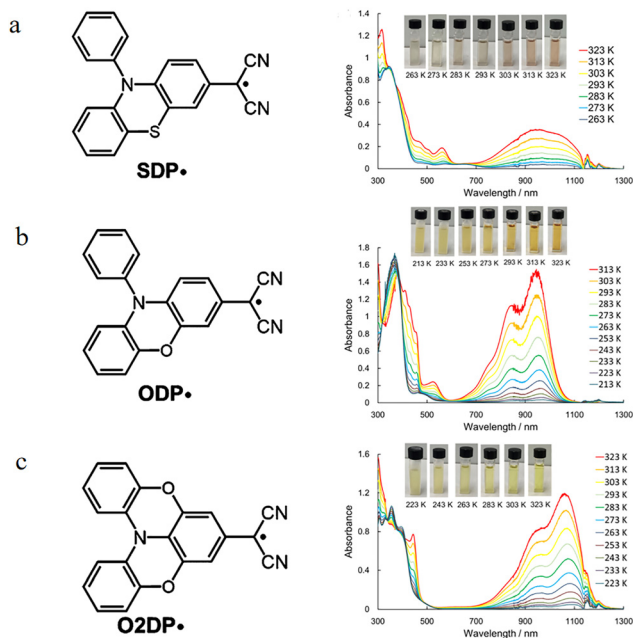 a
N
S
CN
CN
SDP•
Absorbance
1.4
1.2
1
0.8
0.6
0.4
0.2
0
300 500 700 900 1100 1300
Wavelength / nm
263 K 273 K 283 K 293 K 303 K 313 K 323 K
323 K
313 K
303 K
293 K
283 K
273 K
263 K
b
N
O
CN
CN
ODP•
Absorbance
1.8
1.6
1.4
1.2
1
0.8
0.6
0.4
0.2
0
300 500 700 900 1100 1300
Wavelength / nm
213 K 233 K 253 K 273 K 293 K 313 K 323 K
313 K
303 K
293 K
283 K
273 K
263 K
253 K
243 K
233 K
223 K
213 K
c
O
N
O
CN
CN
O2DP•
Absorbance
1.6
1.2
0.8
0.4
0
300 500 700 900 1100 1300
Wavelength / nm
223 K 243 K 263 K 283 K 303 K 323 K
323 K
313 K
303 K
293 K
283 K
273 K
263 K
253 K
243 K
233 K
223 K